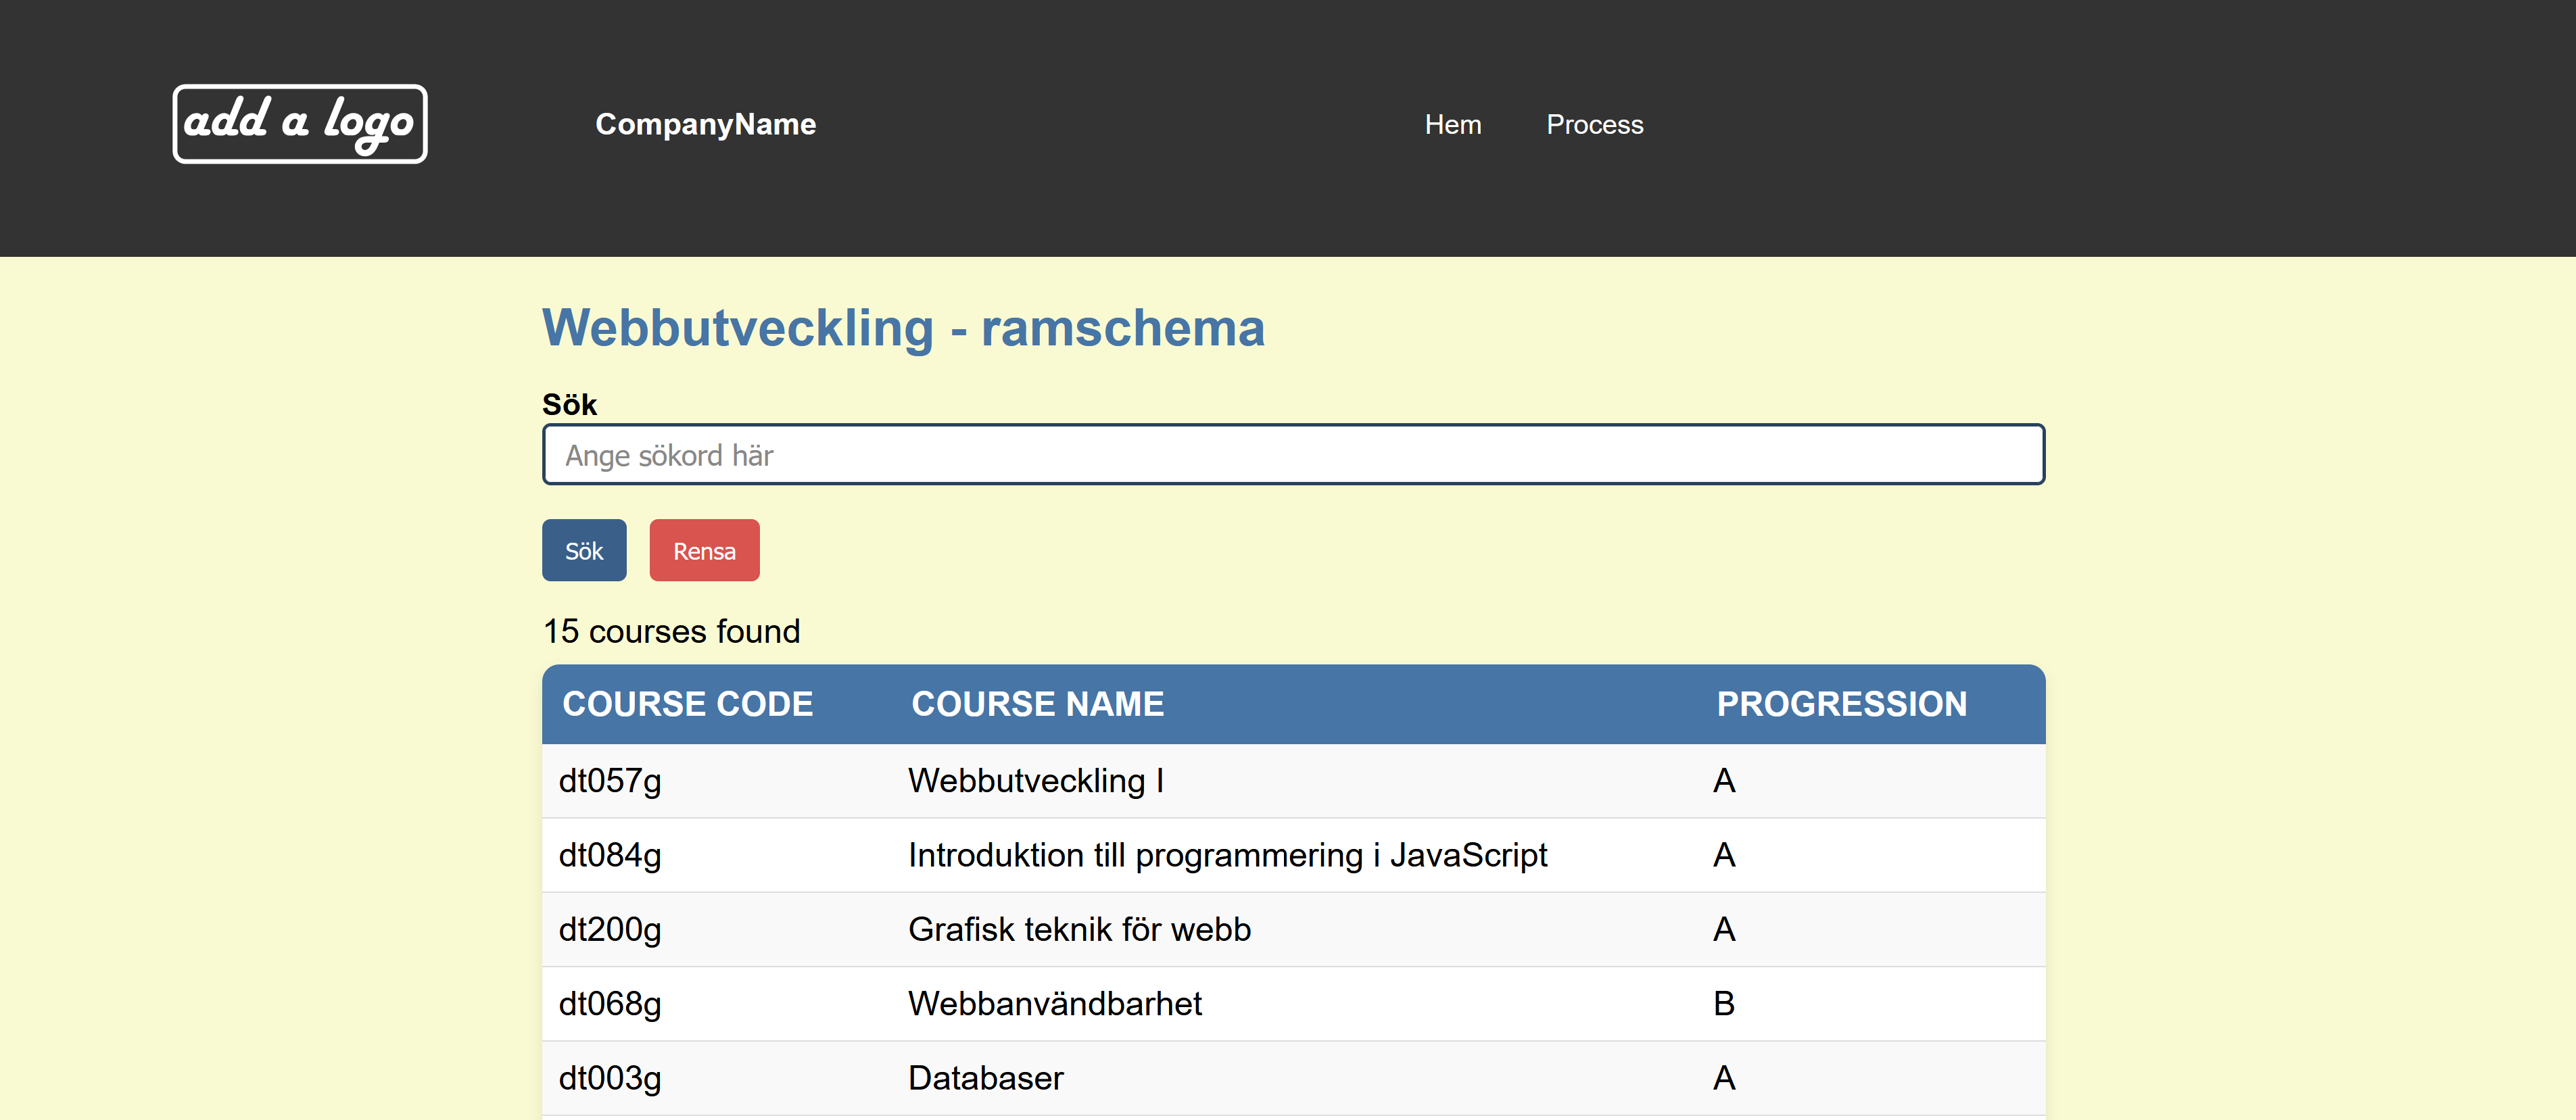 add a logo
CompanyName
Hem Process
Webbutveckling - ramschema
Sök
Ange sökord här
Sök Rensa
15 courses found
COURSE CODE COURSE NAME PROGRESSION
dt057g Webbutveckling I A
dt084g Introduktion till programmering i JavaScript A
dt200g Grafisk teknik för webb A
dt068g Webbanvändbarhet B
dt003g Databaser A